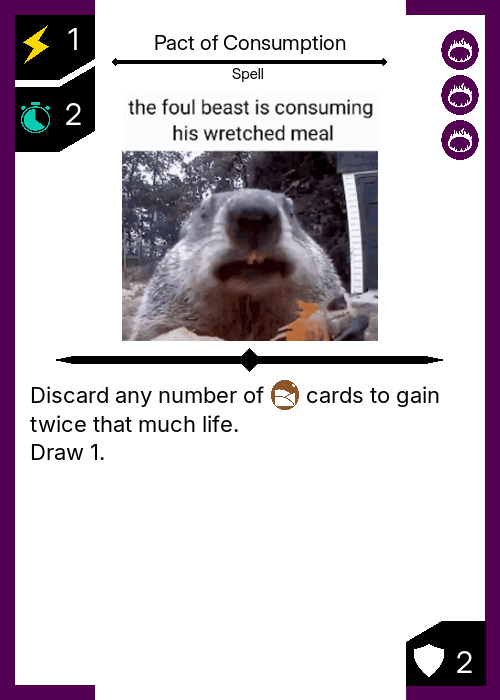 1
Pact of Consumption
Spell
2
the foul beast is consuming
his wretched meal
Discard any number of cards to gain
twice that much life.
Draw 1.
2